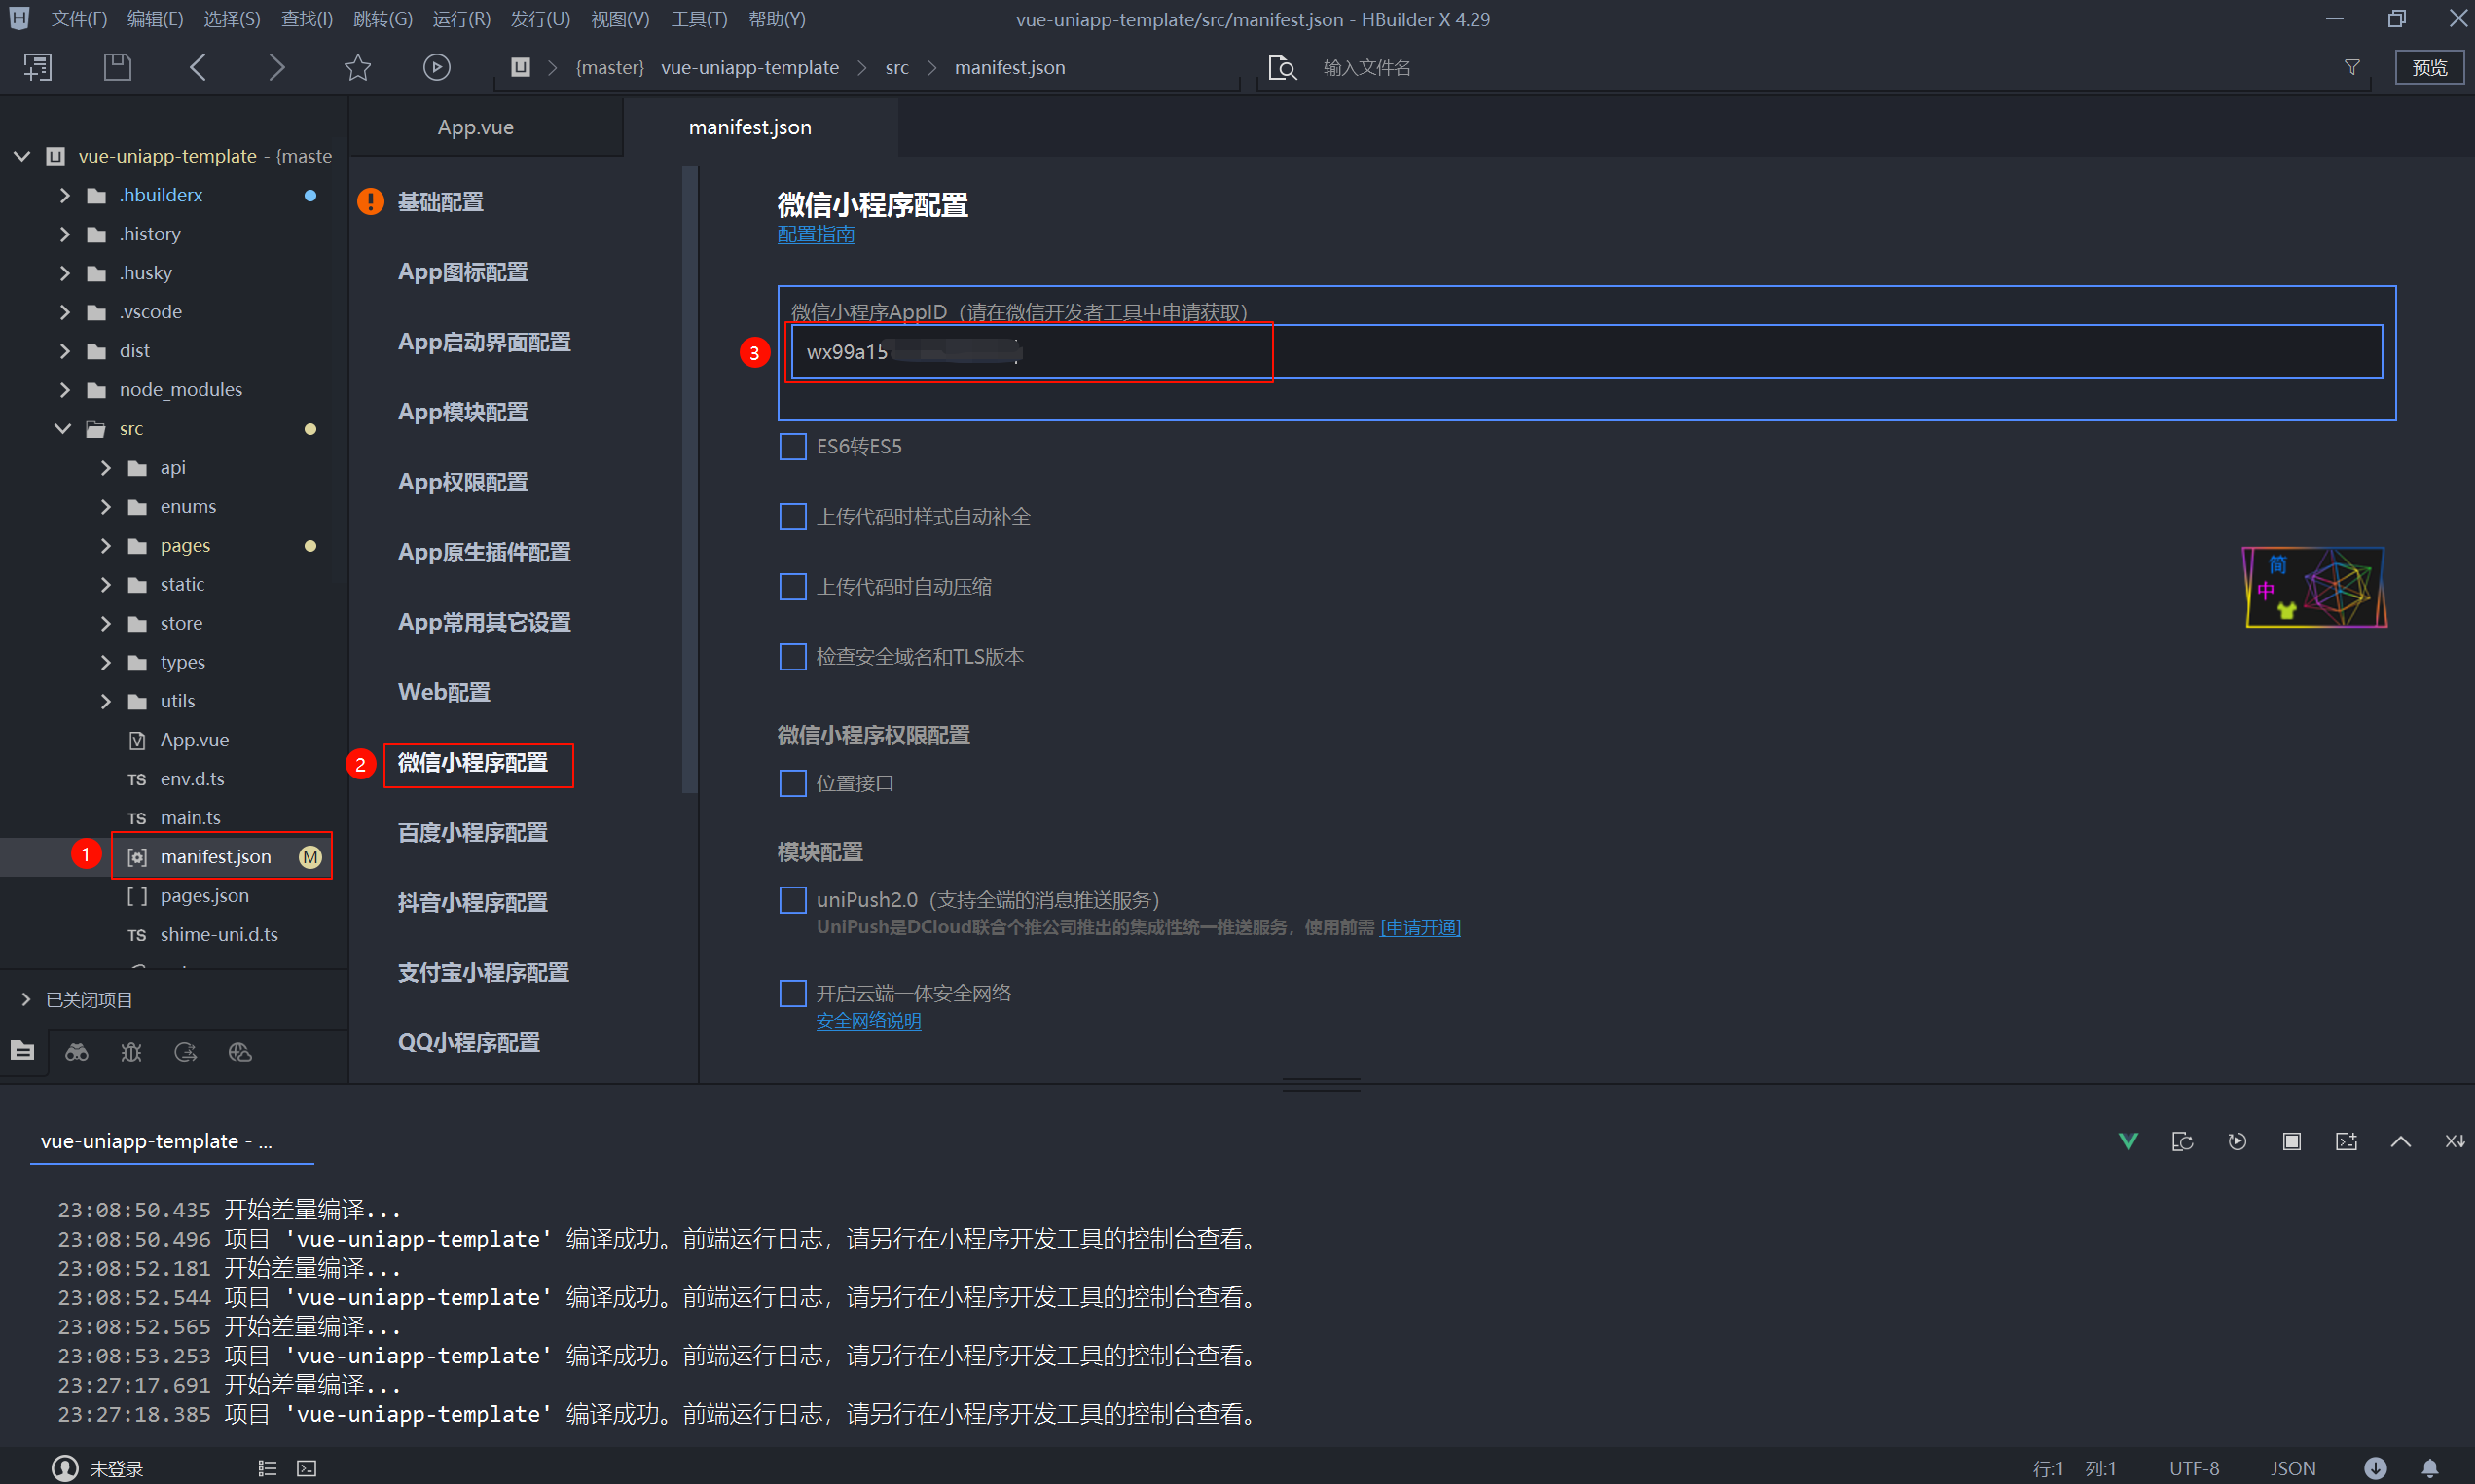 文件(F) 编辑(E) 选择(S) 查找(I) 跳转(G) 运行(R) 发行(U) 视图(V) 工具(T) 帮助(Y)
vue-uniapp-template/src/manifest.json - HBuilder X 4.29
{master} vue-uniapp-template src manifest.json
输入文件名
预览
vue-uniapp-template - {maste
.hbuilderx
.history
.husky
.vscode
dist
node_modules
src
api
enums
pages
static
store
types
utils
App.vue
TS env.d.ts
TS main.ts
1 manifest.json M
[ ] pages.json
TS shime-uni.d.ts
已关闭项目
App.vue
manifest.json
基础配置
App图标配置
App启动界面配置
App模块配置
App权限配置
App原生插件配置
App常用其它设置
Web配置
2 微信小程序配置
百度小程序配置
抖音小程序配置
支付宝小程序配置
QQ小程序配置
微信小程序配置
配置指南
微信小程序AppID（请在微信开发者工具中申请获取）
3 wx99a15
ES6转ES5
上传代码时样式自动补全
上传代码时自动压缩
检查安全域名和TLS版本
微信小程序权限配置
位置接口
模块配置
uniPush2.0（支持全端的消息推送服务）
UniPush是DCloud联合个推公司推出的集成性统一推送服务，使用前需 [申请开通]
开启云端一体安全网络
安全网络说明
简
中
vue-uniapp-template - ...
23:08:50.435 开始差量编译...
23:08:50.496 项目 'vue-uniapp-template' 编译成功。前端运行日志，请另行在小程序开发工具的控制台查看。
23:08:52.181 开始差量编译...
23:08:52.544 项目 'vue-uniapp-template' 编译成功。前端运行日志，请另行在小程序开发工具的控制台查看。
23:08:52.565 开始差量编译...
23:08:53.253 项目 'vue-uniapp-template' 编译成功。前端运行日志，请另行在小程序开发工具的控制台查看。
23:27:17.691 开始差量编译...
23:27:18.385 项目 'vue-uniapp-template' 编译成功。前端运行日志，请另行在小程序开发工具的控制台查看。
未登录
行:1 列:1 UTF-8 JSON